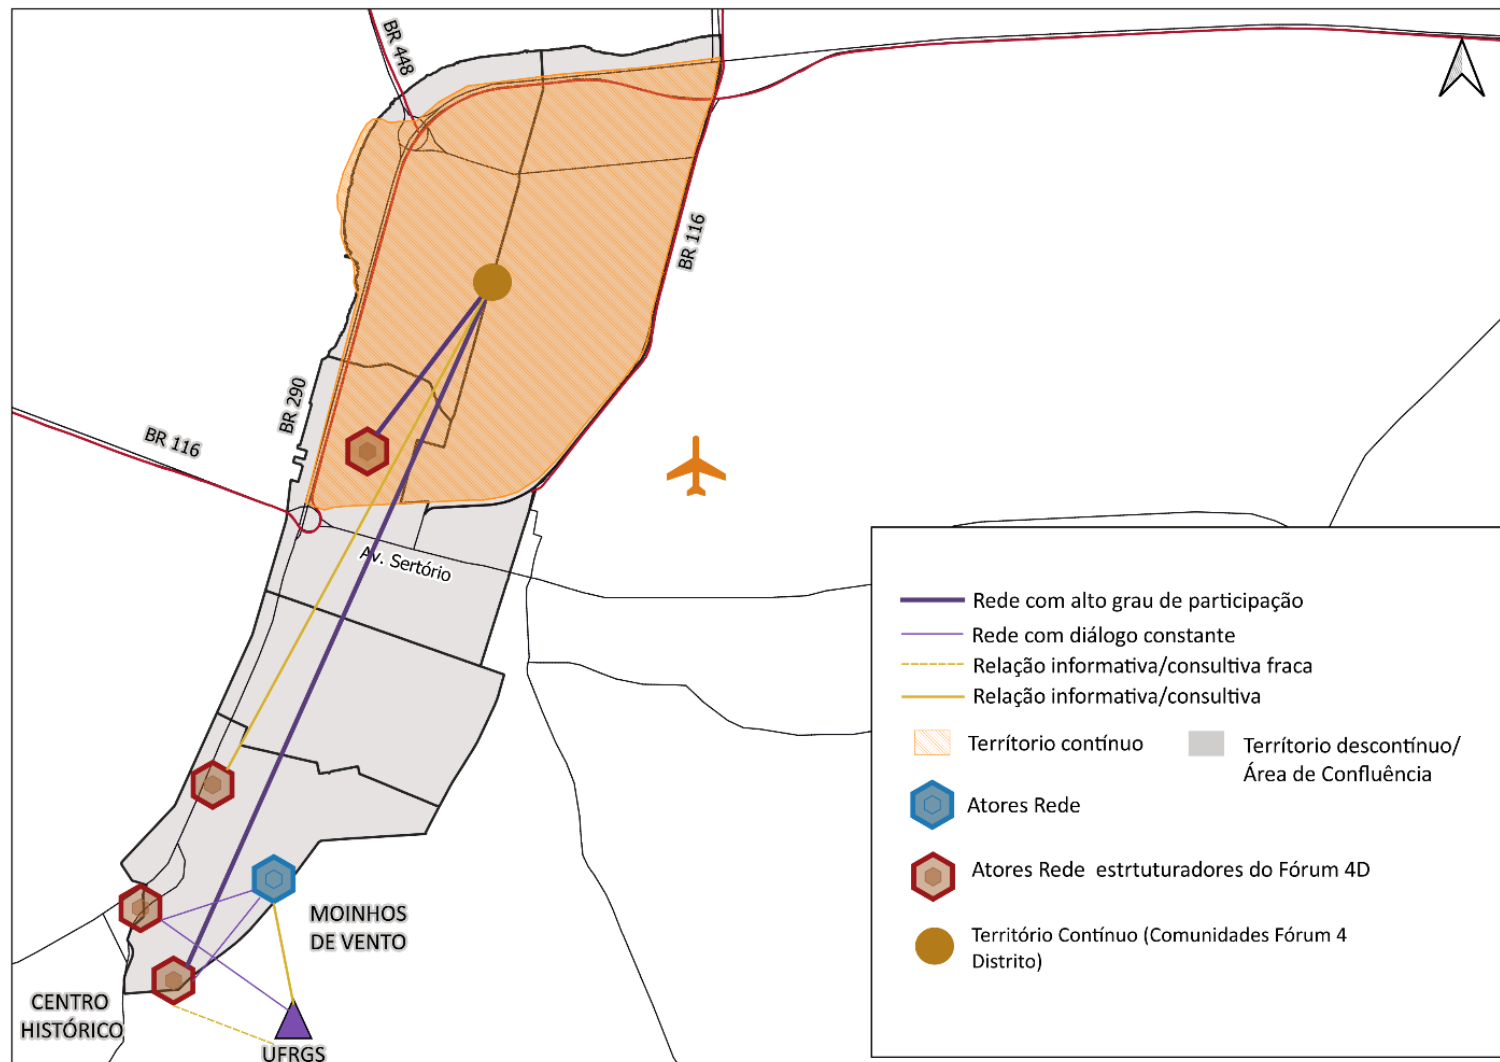 BR 448
BR 116
BR 290
BR 116
Av. Sertório
MOINHOS
DE VENTO
CENTRO
HISTÓRICO
UFRGS
Rede com alto grau de participação
Rede com diálogo constante
Relação informativa/consultiva fraca
Relação informativa/consultiva
Territorio contínuo
Territorio descontínuo/
Área de Confluência
Atores Rede
Atores Rede estrtuturadores do Fórum 4D
Território Contínuo (Comunidades Fórum 4
Distrito)